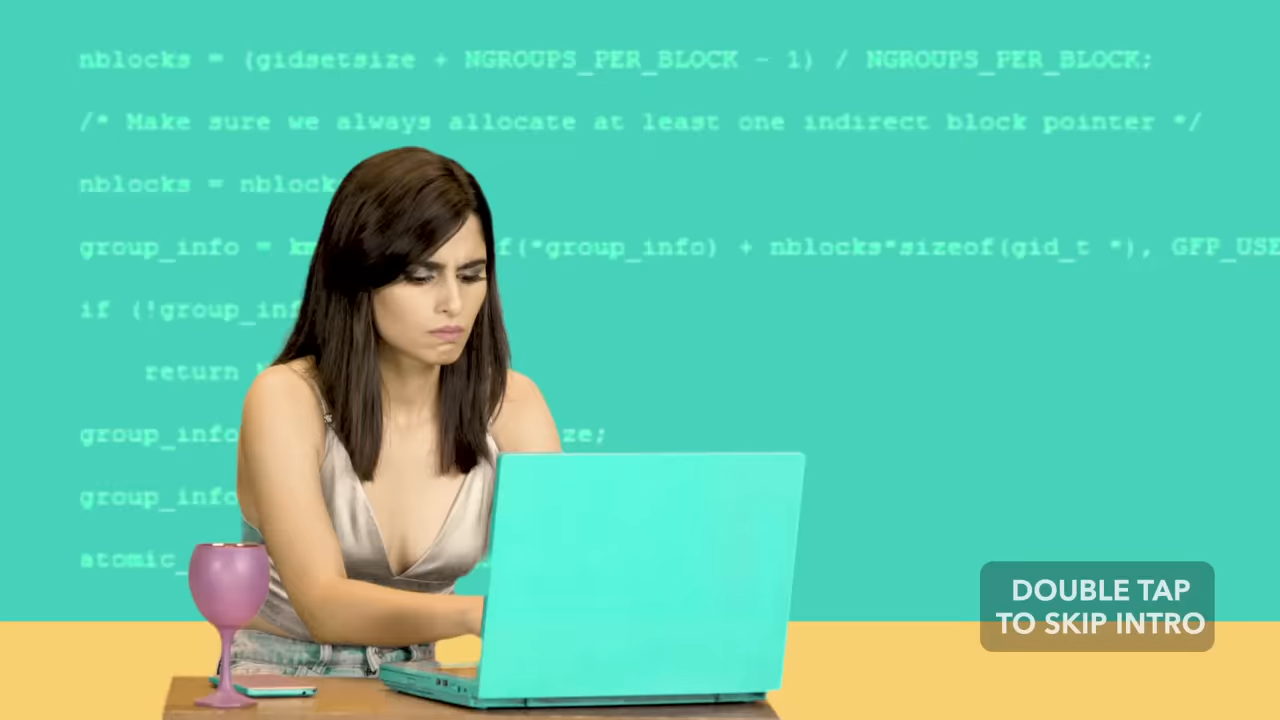 nblocks = (gidsetsize + NGROUPS_PER_BLOCK - 1) / NGROUPS_PER_BLOCK;
/* Make sure we always allocate at least one indirect block pointer */
nblocks = nblock
group_info = km f(*group_info) + nblocks*sizeof(gid_t *), GFP_USE
if (!group_inf
return
group_info ze;
group_info
atomic_
DOUBLE TAP
TO SKIP INTRO